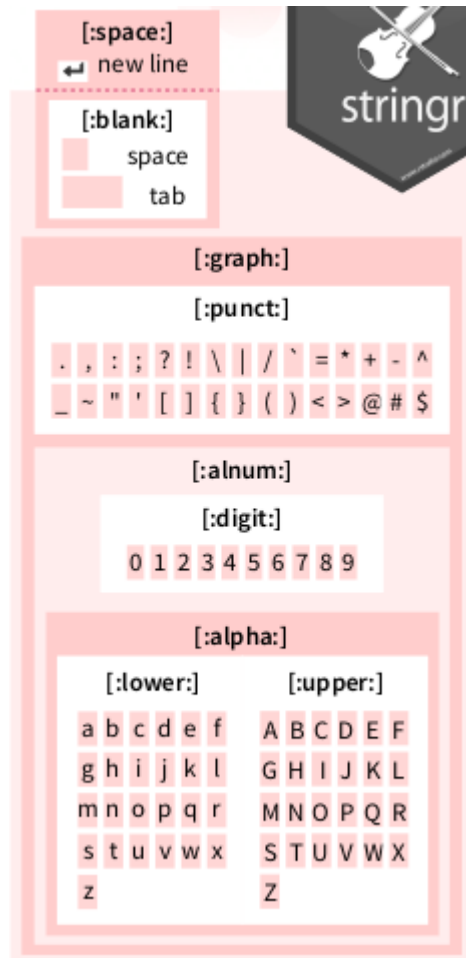 [:space:]
new line
stringr
[:blank:]
space
tab
[:graph:]
[:punct:]
. , : ; ? ! \ | / ` = * + - ^
_ ~ " ' [ ] { } ( ) < > @ # $
[:alnum:]
[:digit:]
0 1 2 3 4 5 6 7 8 9
[:alpha:]
[:lower:] [:upper:]
a b c d e f A B C D E F
g h i j k l G H I J K L
m n o p q r M N O P Q R
s t u v w x S T U V W X
z Z